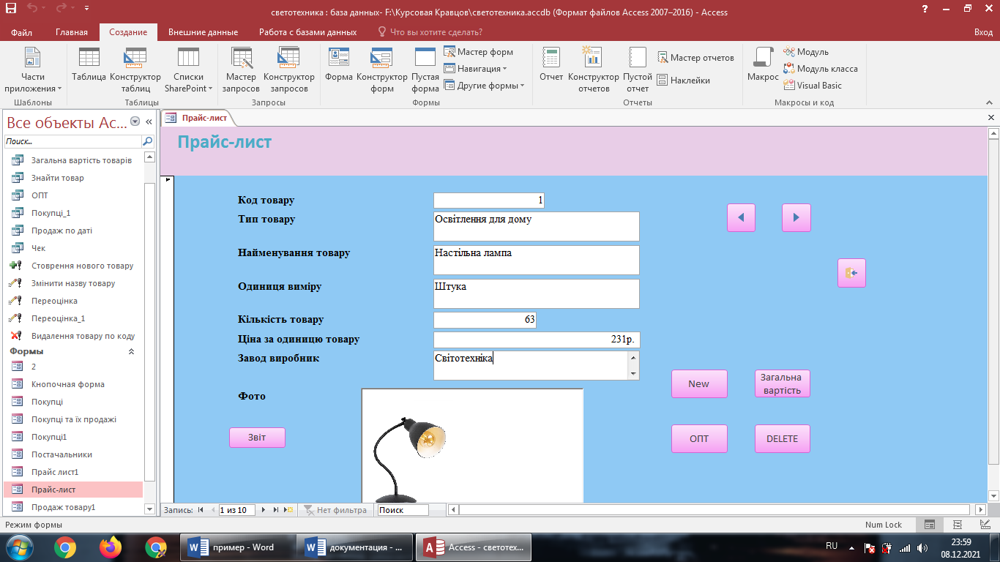 светотехника : база данных- F:\Курсовая Кравцов\светотехника.accdb (Формат файлов Access 2007–2016) - Access
?
Файл Главная Создание Внешние данные Работа с базами данных Что вы хотите сделать? Вход
Части приложения
Шаблоны
Таблица
Конструктор таблиц
Списки SharePoint
Таблицы
Мастер запросов
Конструктор запросов
Запросы
Форма
Конструктор форм
Пустая форма
Мастер форм
Навигация
Другие формы
Формы
Отчет
Конструктор отчетов
Пустой отчет
Мастер отчетов
Наклейки
Отчеты
Макрос
Модуль
Модуль класса
Visual Basic
Макросы и код
Все объекты Ac...
Поиск...
Загальна вартість товарів
Знайти товар
ОПТ
Покупці_1
Продаж по даті
Чек
Стоврення нового товару
Змінити назву товару
Переоцінка
Переоцінка_1
Видалення товару по коду
Формы
2
Кнопочная форма
Покупці
Покупці та їх продажі
Покупці1
Постачальники
Прайс лист1
Прайс-лист
Продаж товару1
Прайс-лист
Прайс-лист
Код товару 1
Тип товару Освітлення для дому
Найменування товару Настільна лампа
Одиниця виміру Штука
Кількість товару 63
Ціна за одиницю товару 231р.
Завод виробник Світотехніка
Фото
Звіт
New
Загальна
вартість
ОПТ
DELETE
Запись: 1 из 10 Нет фильтра Поиск
Режим формы Num Lock
пример - Word
документация - ...
Access - светотех...
RU
23:59
08.12.2021